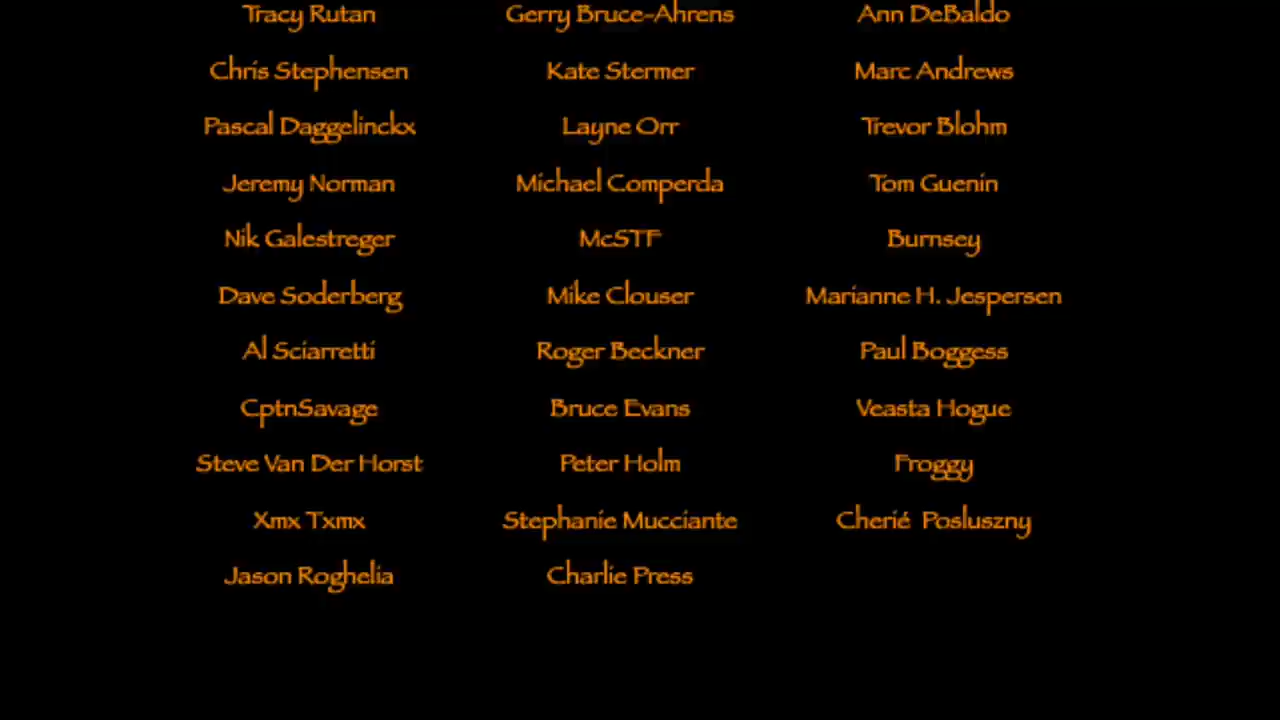 Tracy Rutan Gerry Bruce-Ahrens Ann DeBaldo
Chris Stephensen Kate Stermer Marc Andrews
Pascal Daggelinckx Layne Orr Trevor Blohm
Jeremy Norman Michael Comperda Tom Guenin
Nik Galestreger McSTF Burnsey
Dave Soderberg Mike Clouser Marianne H. Jespersen
Al Sciarretti Roger Beckner Paul Boggess
CptnSavage Bruce Evans Veasta Hogue
Steve Van Der Horst Peter Holm Froggy
Xmx Txmx Stephanie Mucciante Cherié Posluszny
Jason Roghelia Charlie Press